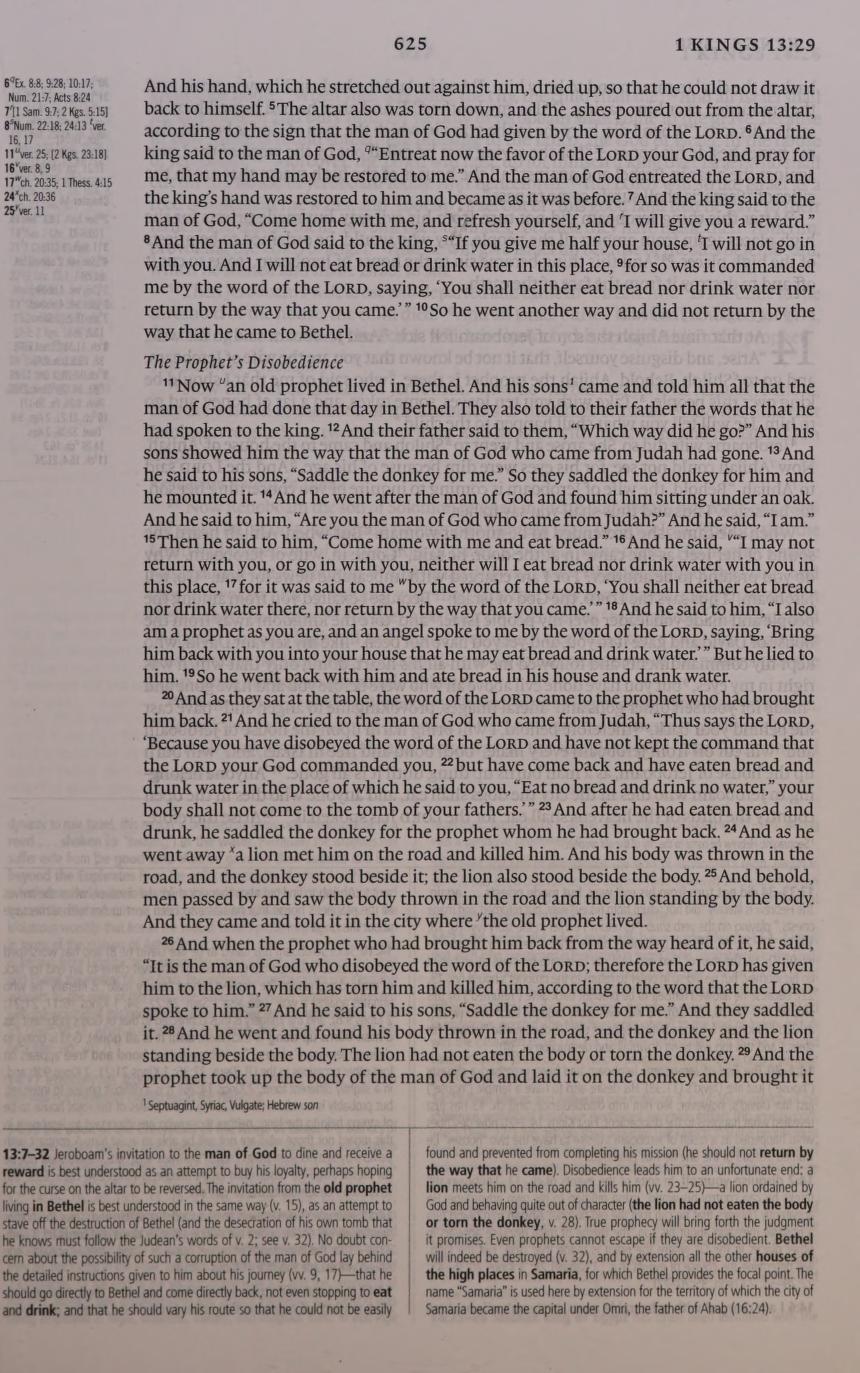 625
1 KINGS 13:29
6 q Ex. 8:8; 9:28; 10:17;
Num. 21:7; Acts 8:24
7 r [1 Sam. 9:7; 2 Kgs. 5:15]
8 s Num. 22:18; 24:13 t ver.
16, 17
11 u ver. 25; [2 Kgs. 23:18]
16 v ver. 8, 9
17 w ch. 20:35; 1 Thess. 4:15
24 x ch. 20:36
25 y ver. 11
And his hand, which he stretched out against him, dried up, so that he could not draw it
back to himself. 5 The altar also was torn down, and the ashes poured out from the altar,
according to the sign that the man of God had given by the word of the LORD. 6 And the
king said to the man of God, q “Entreat now the favor of the LORD your God, and pray for
me, that my hand may be restored to me.” And the man of God entreated the LORD, and
the king’s hand was restored to him and became as it was before. 7 And the king said to the
man of God, “Come home with me, and refresh yourself, and r I will give you a reward.”
8 And the man of God said to the king, s “If you give me half your house, t I will not go in
with you. And I will not eat bread or drink water in this place, 9 for so was it commanded
me by the word of the LORD, saying, ‘You shall neither eat bread nor drink water nor
return by the way that you came.’” 10 So he went another way and did not return by the
way that he came to Bethel.
The Prophet’s Disobedience
11 Now u an old prophet lived in Bethel. And his sons 1 came and told him all that the
man of God had done that day in Bethel. They also told to their father the words that he
had spoken to the king. 12 And their father said to them, “Which way did he go?” And his
sons showed him the way that the man of God who came from Judah had gone. 13 And
he said to his sons, “Saddle the donkey for me.” So they saddled the donkey for him and
he mounted it. 14 And he went after the man of God and found him sitting under an oak.
And he said to him, “Are you the man of God who came from Judah?” And he said, “I am.”
15 Then he said to him, “Come home with me and eat bread.” 16 And he said, v “I may not
return with you, or go in with you, neither will I eat bread nor drink water with you in
this place, 17 for it was said to me w by the word of the LORD, ‘You shall neither eat bread
nor drink water there, nor return by the way that you came.’” 18 And he said to him, “I also
am a prophet as you are, and an angel spoke to me by the word of the LORD, saying, ‘Bring
him back with you into your house that he may eat bread and drink water.’” But he lied to
him. 19 So he went back with him and ate bread in his house and drank water.
20 And as they sat at the table, the word of the LORD came to the prophet who had brought
him back. 21 And he cried to the man of God who came from Judah, “Thus says the LORD,
‘Because you have disobeyed the word of the LORD and have not kept the command that
the LORD your God commanded you, 22 but have come back and have eaten bread and
drunk water in the place of which he said to you, “Eat no bread and drink no water,” your
body shall not come to the tomb of your fathers.’” 23 And after he had eaten bread and
drunk, he saddled the donkey for the prophet whom he had brought back. 24 And as he
went away x a lion met him on the road and killed him. And his body was thrown in the
road, and the donkey stood beside it; the lion also stood beside the body. 25 And behold,
men passed by and saw the body thrown in the road and the lion standing by the body.
And they came and told it in the city where y the old prophet lived.
26 And when the prophet who had brought him back from the way heard of it, he said,
“It is the man of God who disobeyed the word of the LORD; therefore the LORD has given
him to the lion, which has torn him and killed him, according to the word that the LORD
spoke to him.” 27 And he said to his sons, “Saddle the donkey for me.” And they saddled
it. 28 And he went and found his body thrown in the road, and the donkey and the lion
standing beside the body. The lion had not eaten the body or torn the donkey. 29 And the
prophet took up the body of the man of God and laid it on the donkey and brought it
1 Septuagint, Syriac, Vulgate; Hebrew son
13:7–32 Jeroboam’s invitation to the man of God to dine and receive a
reward is best understood as an attempt to buy his loyalty, perhaps hoping
for the curse on the altar to be reversed. The invitation from the old prophet
living in Bethel is best understood in the same way (v. 15), as an attempt to
stave off the destruction of Bethel (and the desecration of his own tomb that
he knows must follow the Judean’s words of v. 2; see v. 32). No doubt con-
cern about the possibility of such a corruption of the man of God lay behind
the detailed instructions given to him about his journey (vv. 9, 17)—that he
should go directly to Bethel and come directly back, not even stopping to eat
and drink; and that he should vary his route so that he could not be easily
found and prevented from completing his mission (he should not return by
the way that he came). Disobedience leads him to an unfortunate end: a
lion meets him on the road and kills him (vv. 23–25)—a lion ordained by
God and behaving quite out of character (the lion had not eaten the body
or torn the donkey, v. 28). True prophecy will bring forth the judgment
it promises. Even prophets cannot escape if they are disobedient. Bethel
will indeed be destroyed (v. 32), and by extension all the other houses of
the high places in Samaria, for which Bethel provides the focal point. The
name “Samaria” is used here by extension for the territory of which the city of
Samaria became the capital under Omri, the father of Ahab (16:24).